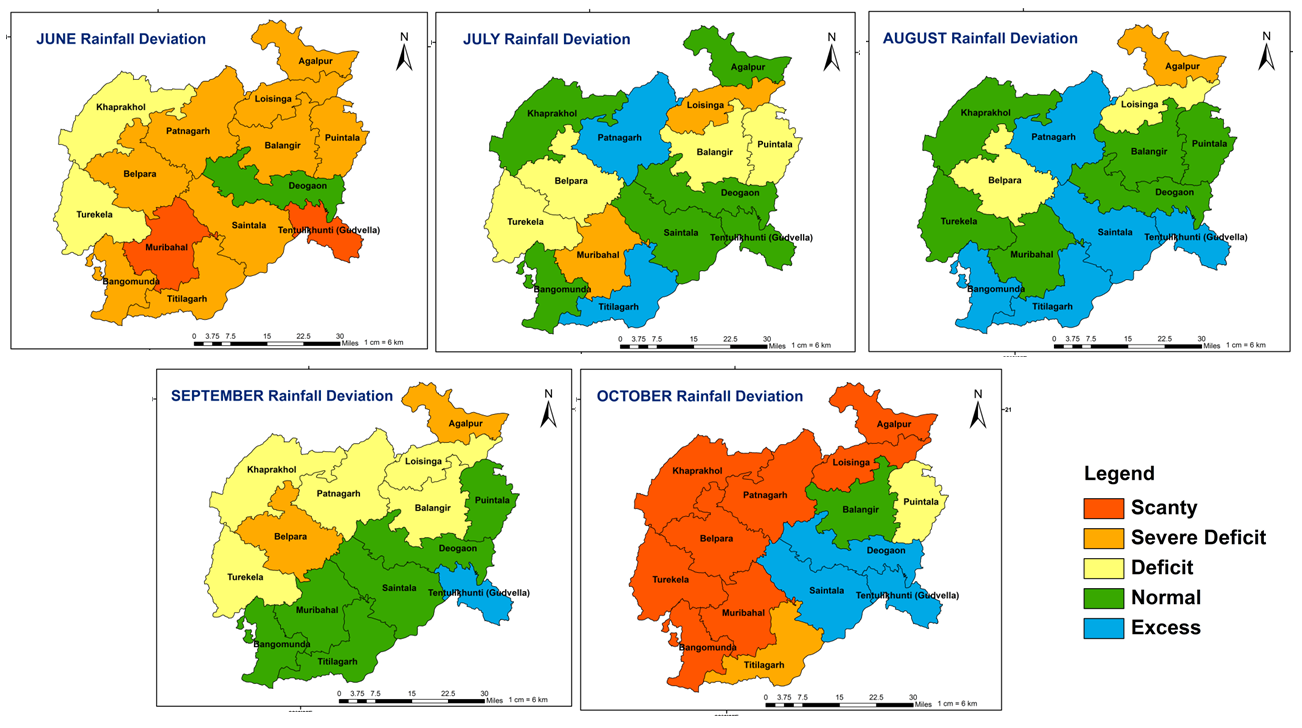 JUNE Rainfall Deviation
N
Agalpur
Khaprakhol
Loisinga
Patnagarh
Puintala
Balangir
Belpara
Deogaon
Turekela
Saintala
Tentulikhunti (Gudvella)
Muribahal
Bangomunda
Titilagarh
0 3.75 7.5 15 22.5 30
Miles 1 cm = 6 km
JULY Rainfall Deviation
N
Agalpur
Loisinga
Khaprakhol
Patnagarh
Puintala
Balangir
Belpara
Deogaon
Turekela
Saintala
Tentulikhunti (Gudvella)
Muribahal
Bangomunda
Titilagarh
0 3.75 7.5 15 22.5 30
Miles 1 cm = 6 km
AUGUST Rainfall Deviation
N
Agalpur
Loisinga
Khaprakhol
Patnagarh
Puintala
Balangir
Belpara
Deogaon
Turekela
Saintala
Tentulikhunti (Gudvella)
Muribahal
Bangomunda
Titilagarh
0 3.75 7.5 15 22.5 30
Miles 1 cm = 6 km
SEPTEMBER Rainfall Deviation
N
Agalpur
Loisinga
Khaprakhol
Patnagarh
Puintala
Balangir
Belpara
Deogaon
Turekela
Saintala
Tentulikhunti (Gudvella)
Muribahal
Bangomunda
Titilagarh
0 3.75 7.5 15 22.5 30
Miles 1 cm = 6 km
OCTOBER Rainfall Deviation
N
21
Agalpur
Loisinga
Khaprakhol
Patnagarh
Puintala
Balangir
Belpara
Deogaon
Turekela
Saintala
Tentulikhunti (Gudvella)
Muribahal
Bangomunda
Titilagarh
0 3.75 7.5 15 22.5 30
Miles 1 cm = 6 km
Legend
Scanty
Severe Deficit
Deficit
Normal
Excess